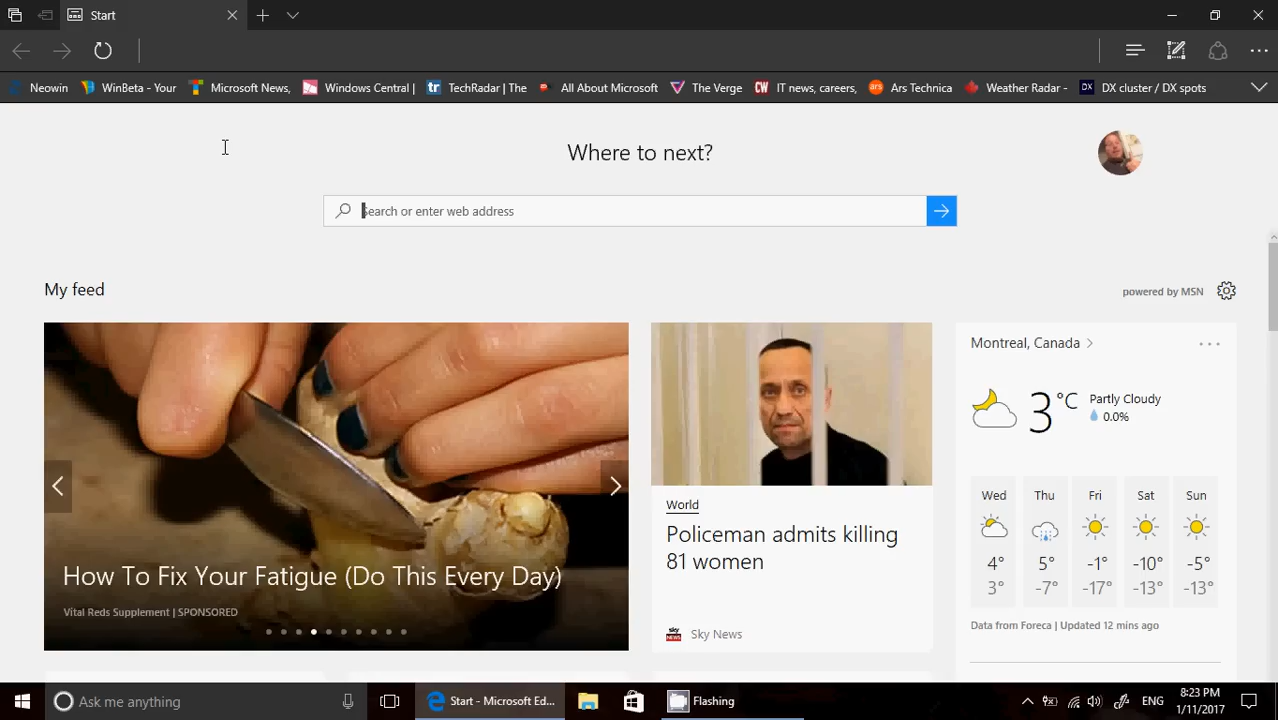 Start
Neowin
WinBeta - Your
Microsoft News,
Windows Central |
TechRadar | The
All About Microsoft
The Verge
IT news, careers,
Ars Technica
Weather Radar -
DX cluster / DX spots
Where to next?
Search or enter web address
My feed
powered by MSN
How To Fix Your Fatigue (Do This Every Day)
Vital Reds Supplement | SPONSORED
World
Policeman admits killing
81 women
sky NEWS
Sky News
Montreal, Canada
3 °C
Partly Cloudy
0.0%
Wed Thu Fri Sat Sun
4° 5° -1° -10° -5°
3° -7° -17° -13° -13°
Data from Foreca | Updated 12 mins ago
Ask me anything
Start - Microsoft Ed...
Flashing
ENG
8:23 PM
1/11/2017